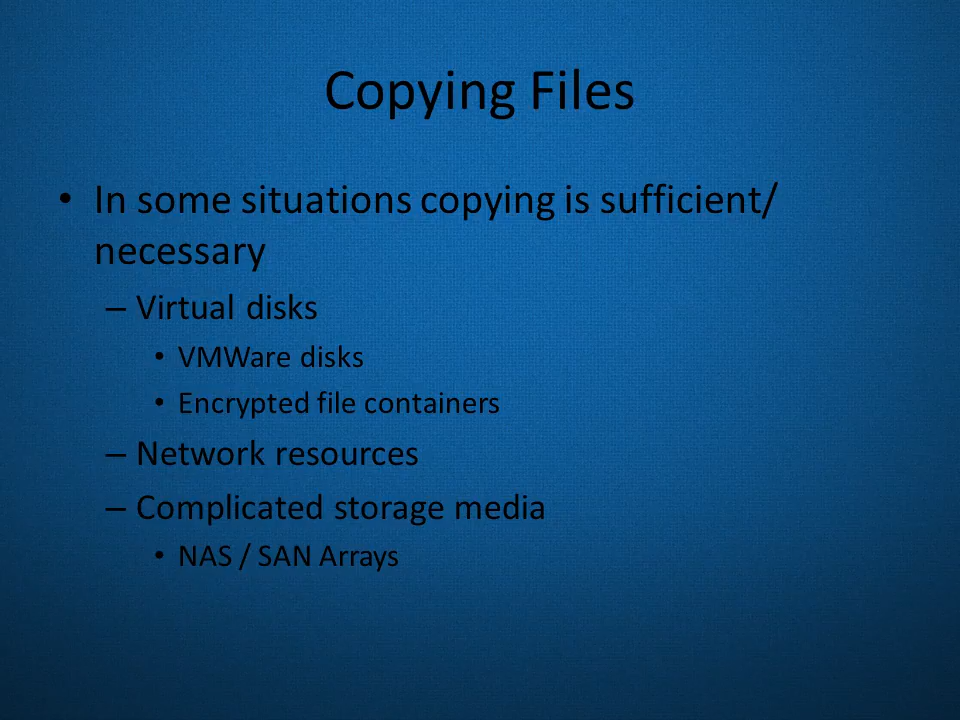 Copying Files
• In some situations copying is sufficient/
necessary
– Virtual disks
• VMWare disks
• Encrypted file containers
– Network resources
– Complicated storage media
• NAS / SAN Arrays